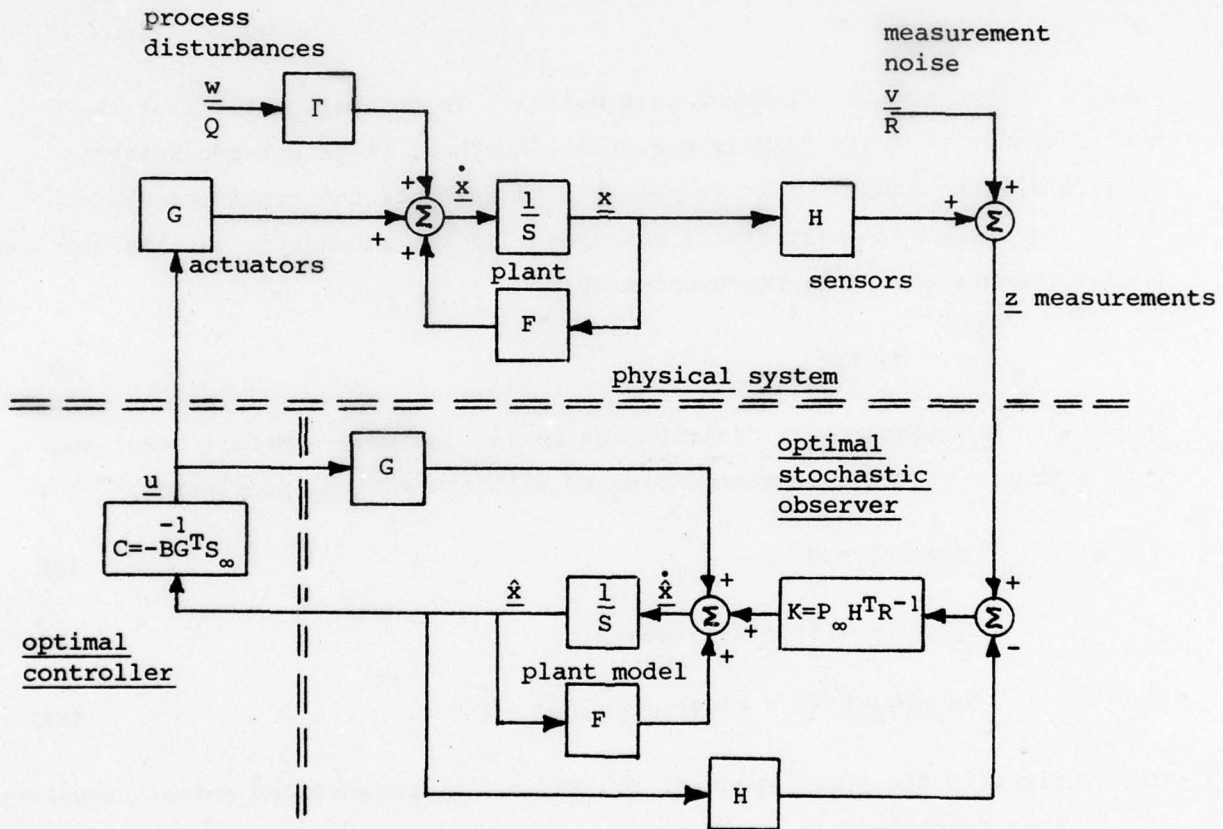 process
disturbances
measurement
noise
w
Q
Γ
v
R
+
ẋ
1
S
x
+
G
Σ
H
+
Σ
+
+
actuators
plant
sensors
F
z measurements
physical system
G
optimal
stochastic
observer
u
-1
C=-BGᵀS∞
+
+
x̂
1
S
x̂̇
Σ
+
K=P∞HᵀR⁻¹
Σ
+
-
optimal
controller
plant model
F
H